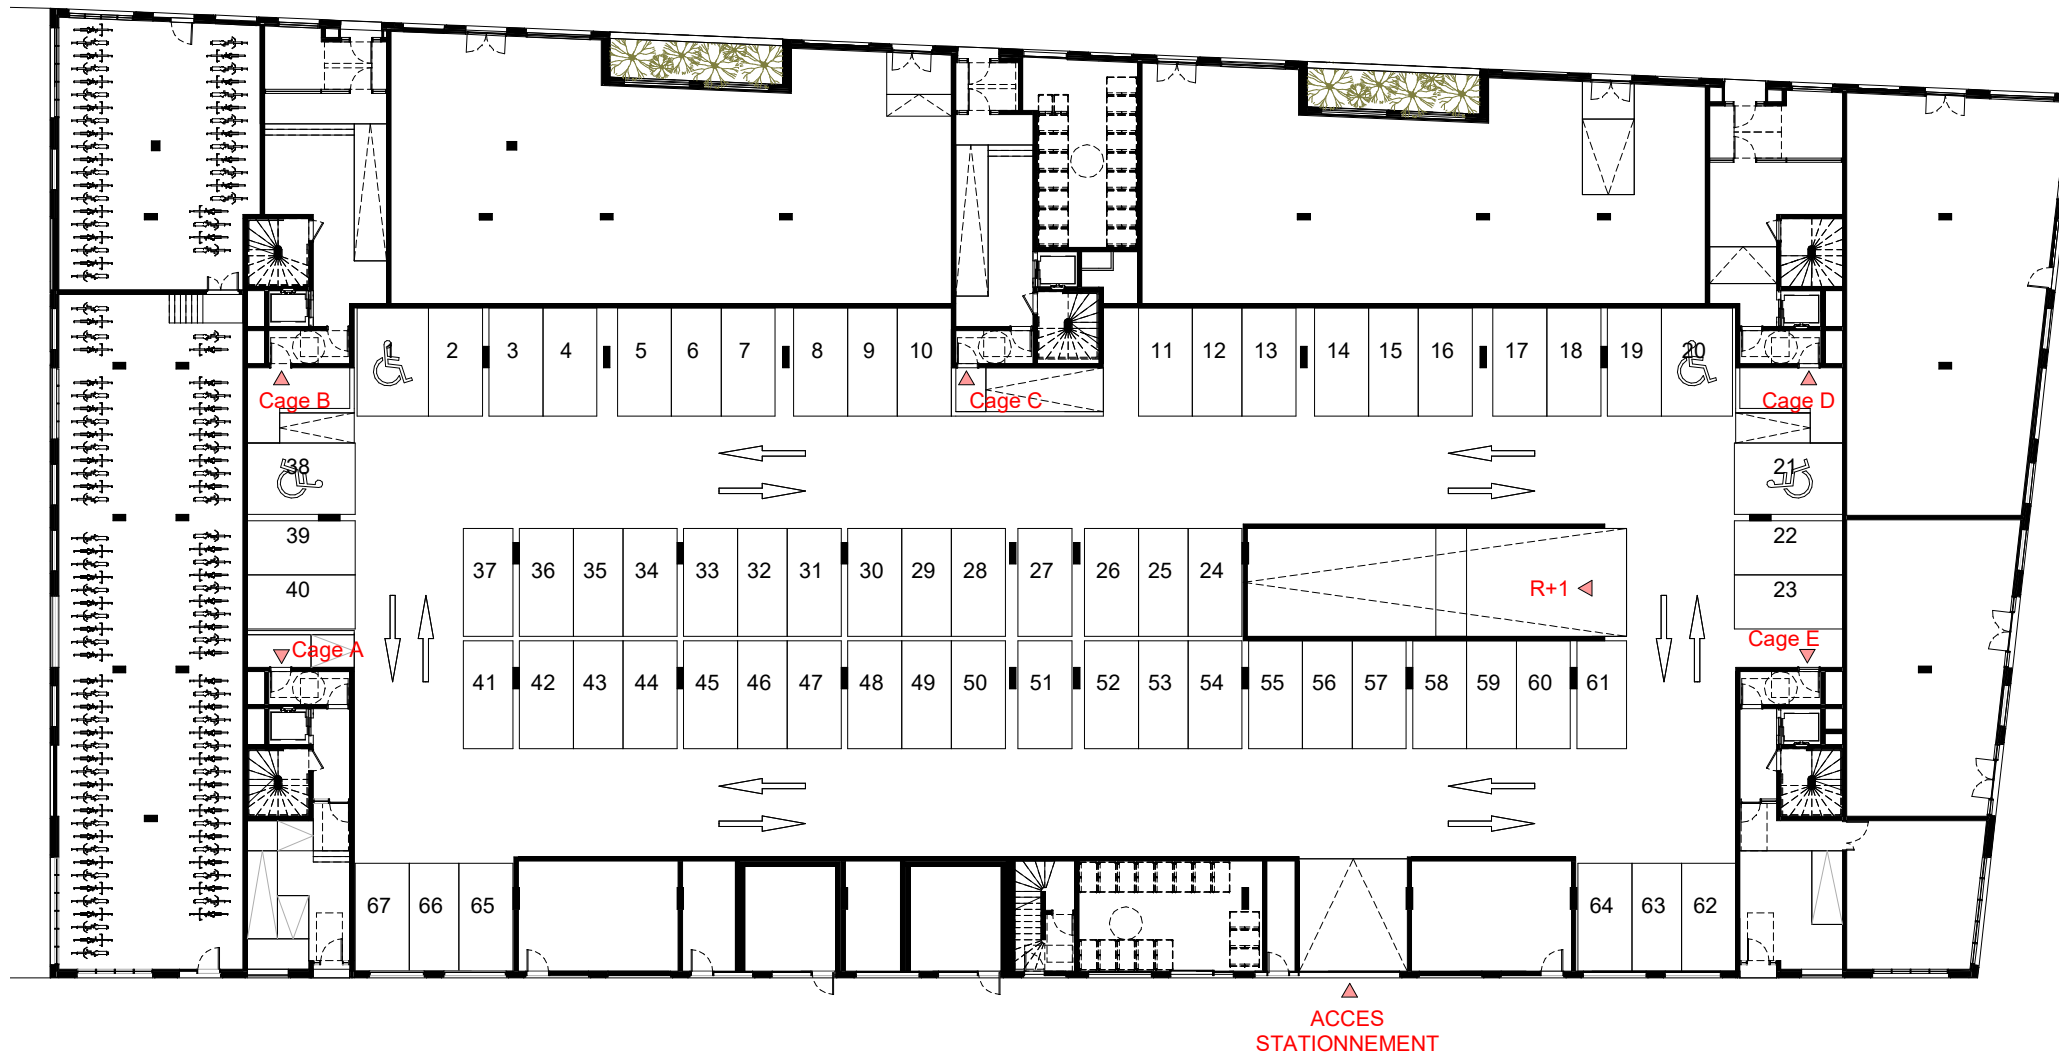 2 3 4 5 6 7 8 9 10 11 12 13 14 15 16 17 18 19 20
Cage B Cage C Cage D
38 21
39 22
37 36 35 34 33 32 31 30 29 28 27 26 25 24
40 R+1 23
Cage A Cage E
41 42 43 44 45 46 47 48 49 50 51 52 53 54 55 56 57 58 59 60 61
67 66 65 64 63 62
ACCES
STATIONNEMENT